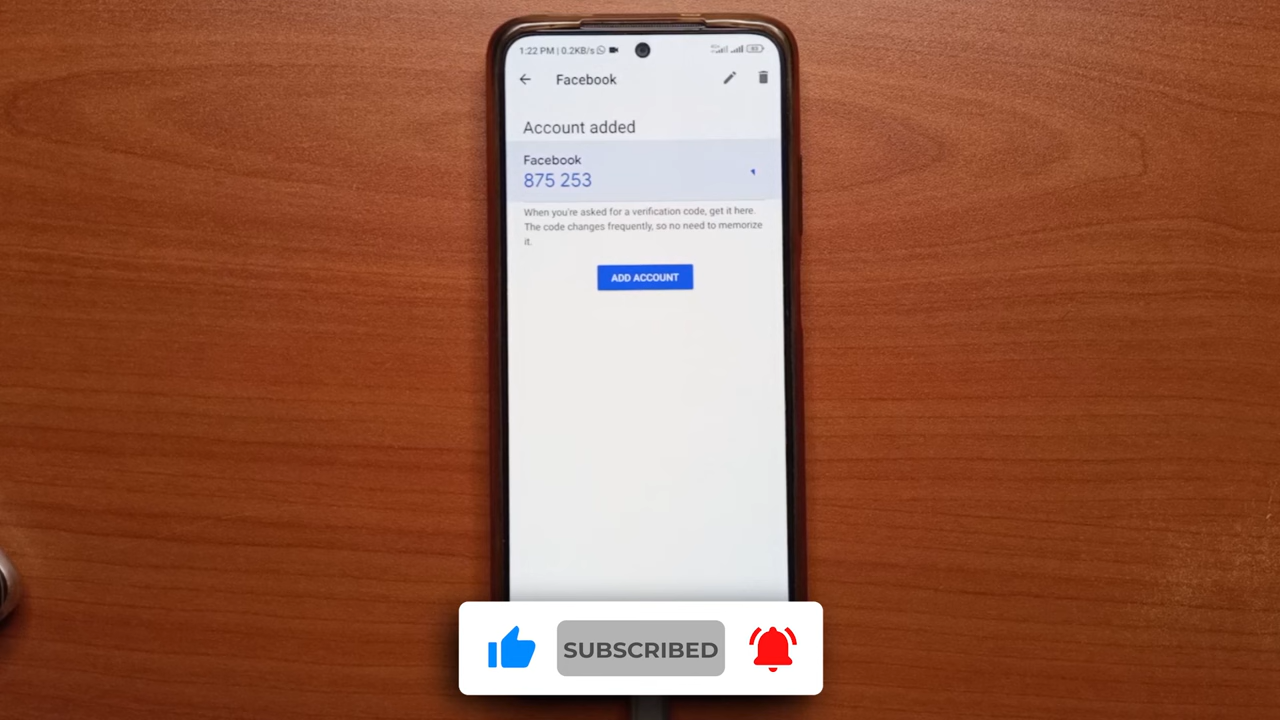 1:22 PM | 0.2KB/s
Facebook
Account added
Facebook
875 253
When you're asked for a verification code, get it here.
The code changes frequently, so no need to memorize
it.
ADD ACCOUNT
SUBSCRIBED